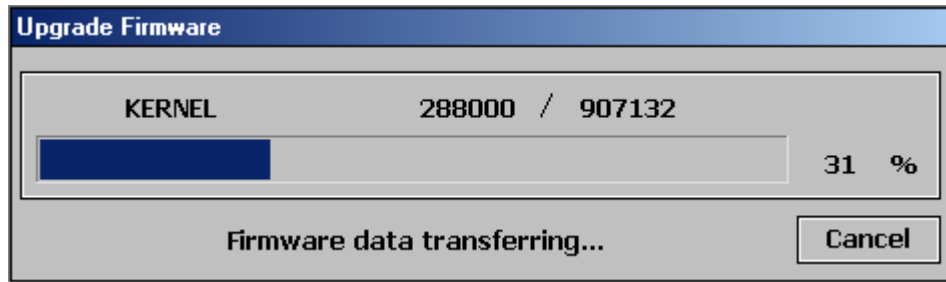 Upgrade Firmware
KERNEL 288000 / 907132
31 %
Firmware data transferring...
Cancel